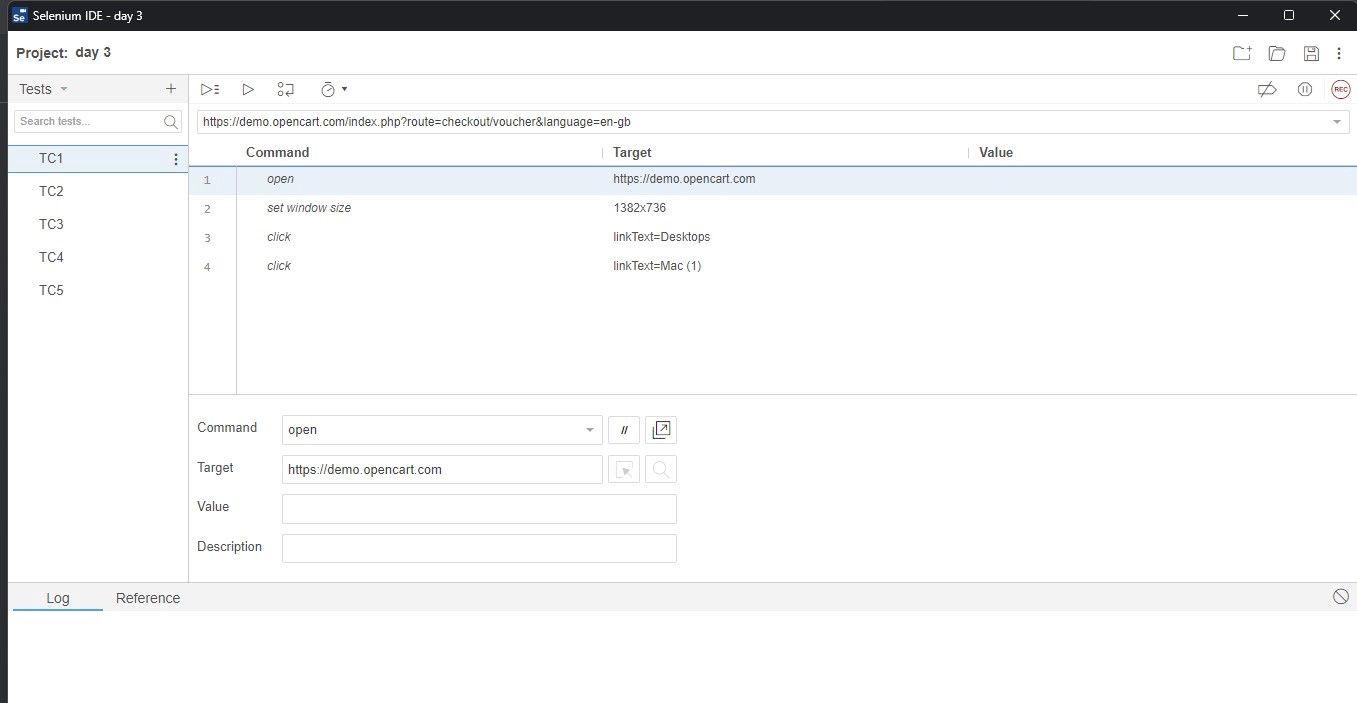 Se Selenium IDE - day 3
Project: day 3
Tests
Search tests...
TC1
TC2
TC3
TC4
TC5
REC
https://demo.opencart.com/index.php?route=checkout/voucher&language=en-gb
Command Target Value
1 open https://demo.opencart.com
2 set window size 1382x736
3 click linkText=Desktops
4 click linkText=Mac (1)
Command open //
Target https://demo.opencart.com
Value
Description
Log Reference